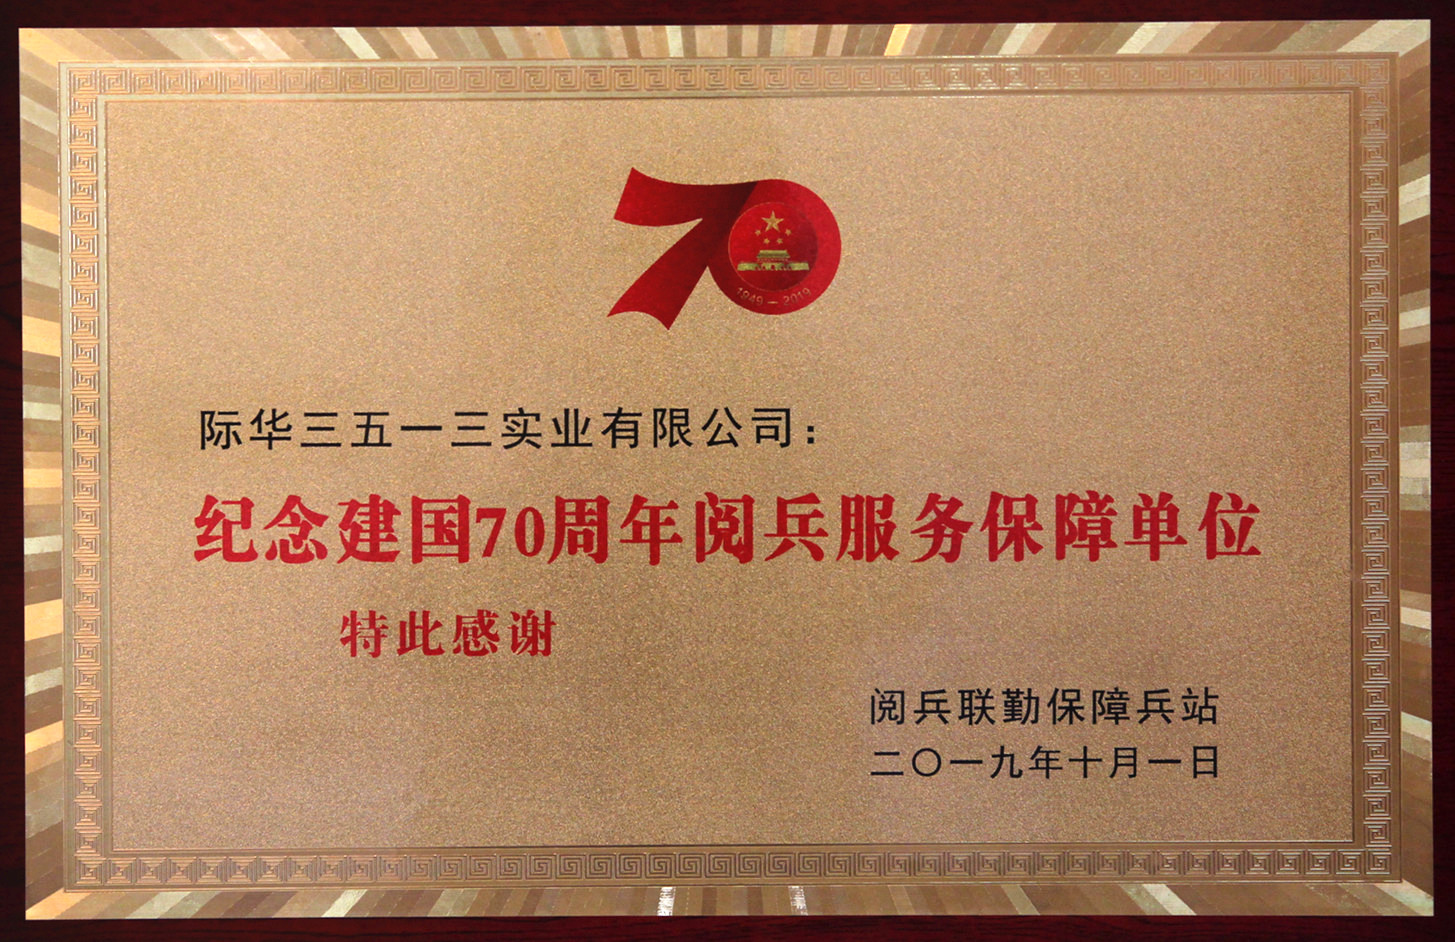 70
1949-2019
际华三五一三实业有限公司：
纪念建国70周年阅兵服务保障单位
特此感谢
阅兵联勤保障兵站
二〇一九年十月一日